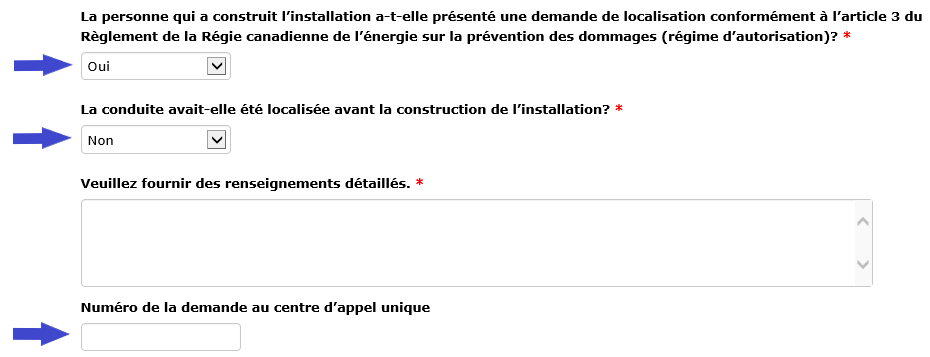 La personne qui a construit l’installation a-t-elle présenté une demande de localisation conformément à l’article 3 du
Règlement de la Régie canadienne de l’énergie sur la prévention des dommages (régime d’autorisation)? *
Oui
La conduite avait-elle été localisée avant la construction de l’installation? *
Non
Veuillez fournir des renseignements détaillés. *
Numéro de la demande au centre d’appel unique